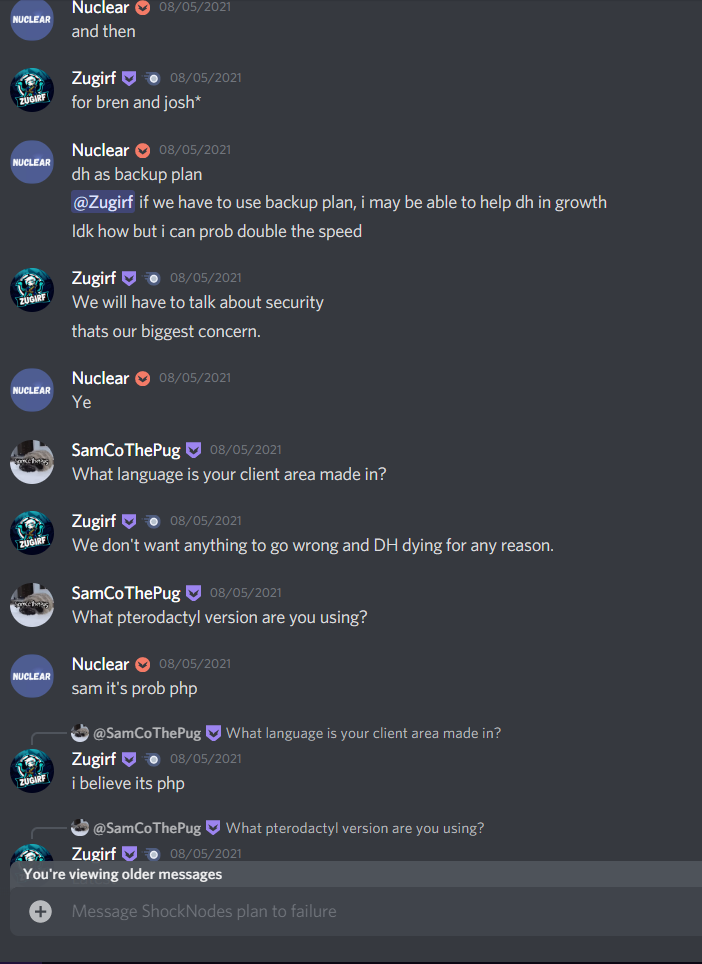 NUCLEAR
Nuclear 08/05/2021
and then
Zugirf 08/05/2021
ZUGIRF
for bren and josh*
Nuclear 08/05/2021
NUCLEAR
dh as backup plan
@Zugirf if we have to use backup plan, i may be able to help dh in growth
Idk how but i can prob double the speed
Zugirf 08/05/2021
ZUGIRF
We will have to talk about security
thats our biggest concern.
Nuclear 08/05/2021
NUCLEAR
Ye
SamCoThePug 08/05/2021
SamCoThePug
What language is your client area made in?
Zugirf 08/05/2021
ZUGIRF
We don't want anything to go wrong and DH dying for any reason.
SamCoThePug 08/05/2021
SamCoThePug
What pterodactyl version are you using?
Nuclear 08/05/2021
NUCLEAR
sam it's prob php
@SamCoThePug What language is your client area made in?
Zugirf 08/05/2021
ZUGIRF
i believe its php
@SamCoThePug What pterodactyl version are you using?
Zugirf 08/05/2021
You're viewing older messages
Message ShockNodes plan to failure